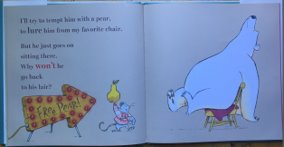 I'll try to tempt him with a pear,
to lure him from my favorite chair.
But he just goes on
sitting there.
Why won't he
go back
to his lair?
FREE Pears!